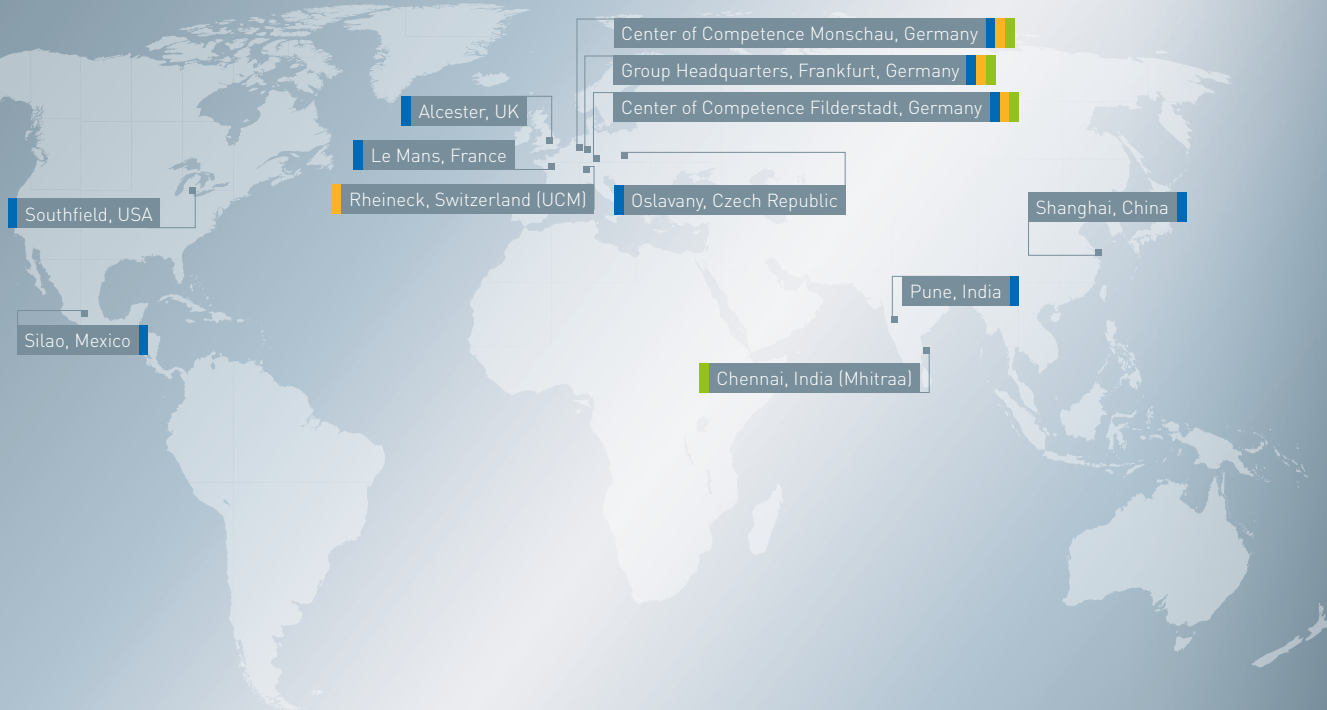 Center of Competence Monschau, Germany
Group Headquarters, Frankfurt, Germany
Center of Competence Filderstadt, Germany
Alcester, UK
Le Mans, France
Rheineck, Switzerland (UCM)
Oslavany, Czech Republic
Southfield, USA
Shanghai, China
Pune, India
Silao, Mexico
Chennai, India (Mhitraa)